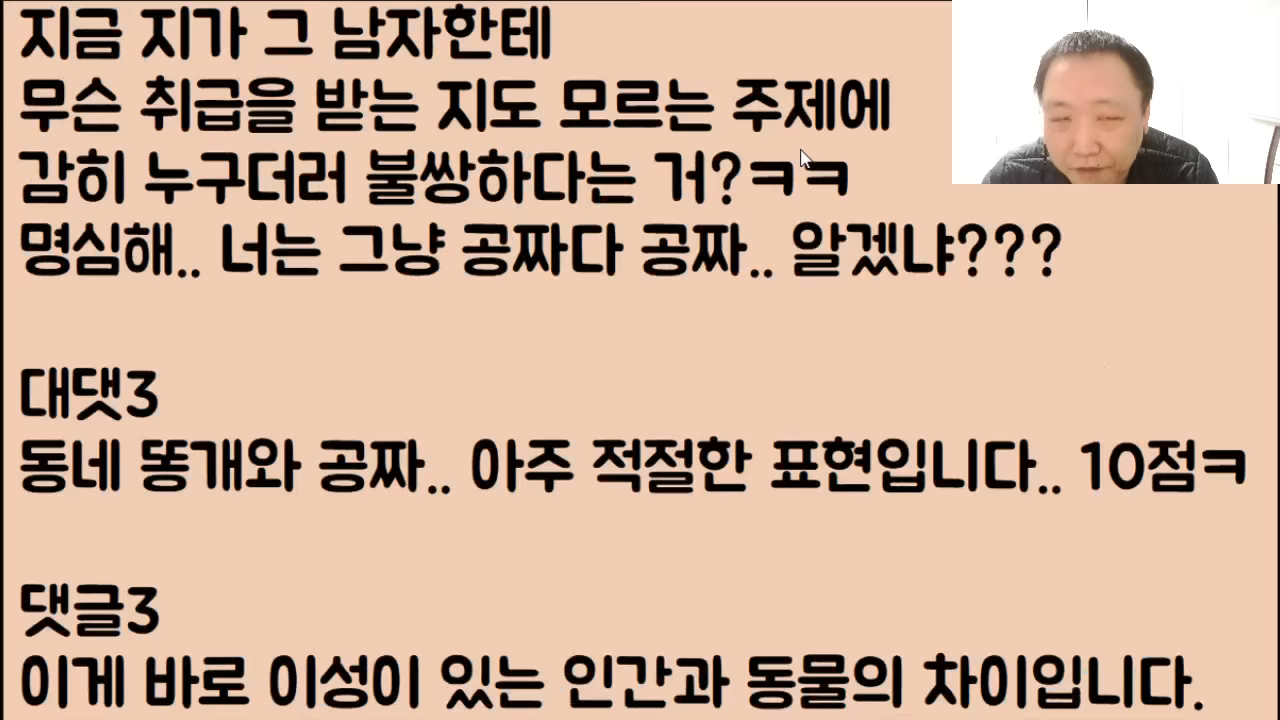 지금 지가 그 남자한테
무슨 취급을 받는 지도 모르는 주제에
감히 누구더러 불쌍하다는 거?ㅋㅋ
명심해.. 너는 그냥 공짜다 공짜.. 알겠냐???
대댓3
동네 똥개와 공짜.. 아주 적절한 표현입니다.. 10점ㅋ
댓글3
이게 바로 이성이 있는 인간과 동물의 차이입니다.